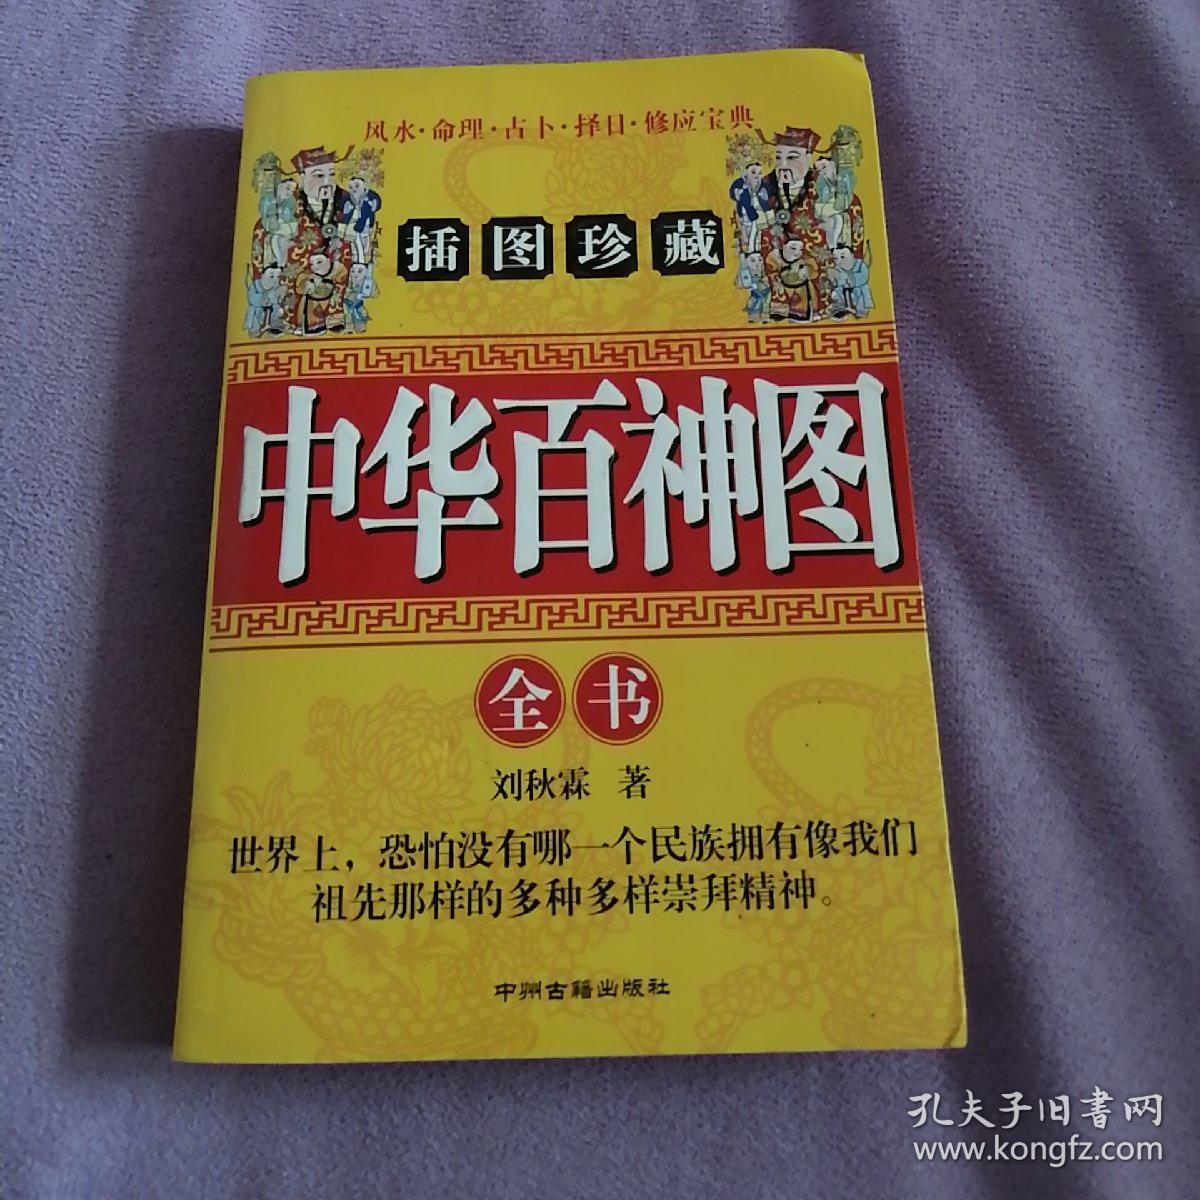 风水·命理·占卜·择日·修应宝典
插图珍藏
中华百神图
全书
刘秋霖 著
世界上，恐怕没有哪一个民族拥有像我们
祖先那样的多种多样崇拜精神。
中州古籍出版社
孔夫子旧书网
www.kongfz.com